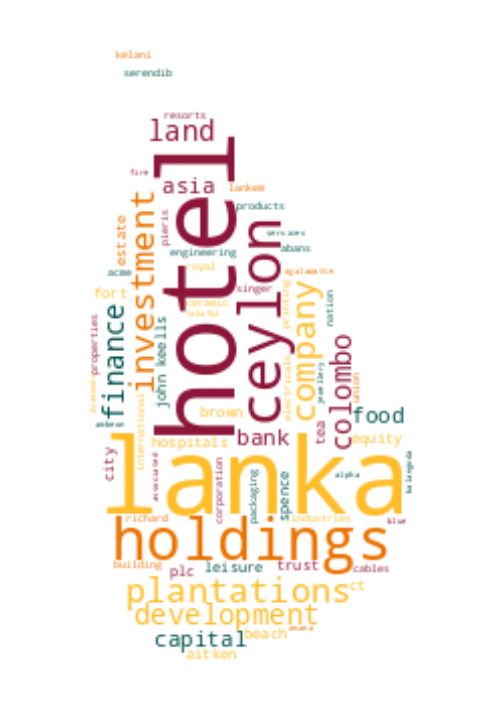 kelani
serendib
resorts
land
fire
asia
lankem
hotel
products
pieris
estate
investment
ceylon
services
engineering
abans
royal
acme
agalawatte
fort
singer
ceramic
printing
nation
company
finance
properties
john keells
colombo
electricals
jewellery
union
diamond
international
brown
food
tea
hospitals
bank
equity
lanka
city
associated
corporation
packaging
spence
alpha
balangoda
richard
industries
blue
holdings
building
plc
leisure
trust
cables
plantations
ct
development
capital
beach
aitken